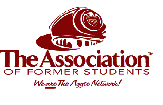 The Association
OF FORMER STUDENTS
We are The Aggie Network!